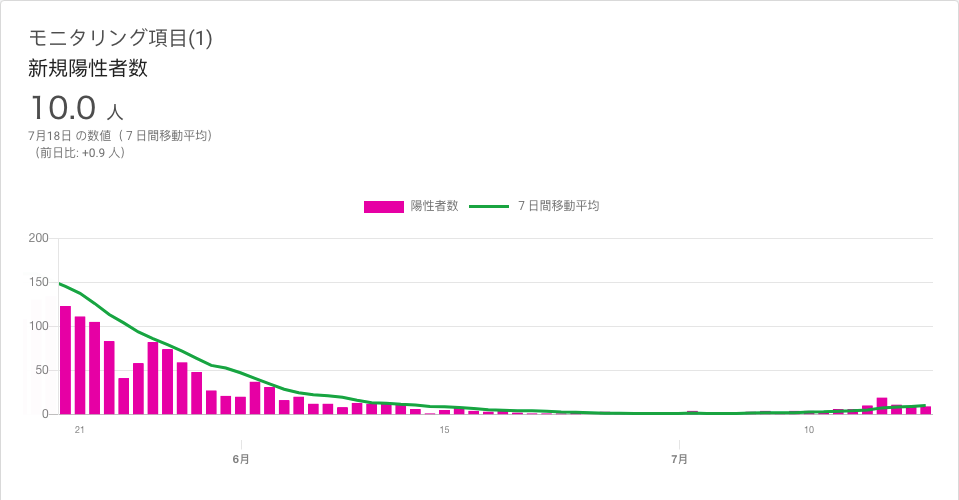 モニタリング項目(1)
新規陽性者数
10.0 人
7月18日 の数値（７日間移動平均）
（前日比: +0.9 人）
陽性者数 ７日間移動平均
200
150
100
50
0
21 15 10
6月 7月